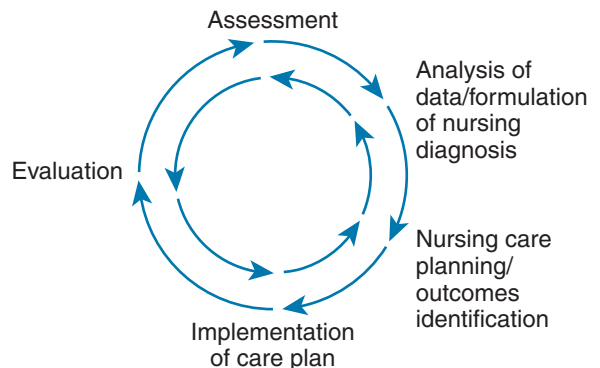 Assessment
Analysis of
data/formulation
of nursing
diagnosis
Evaluation
Nursing care
planning/
outcomes
identification
Implementation
of care plan